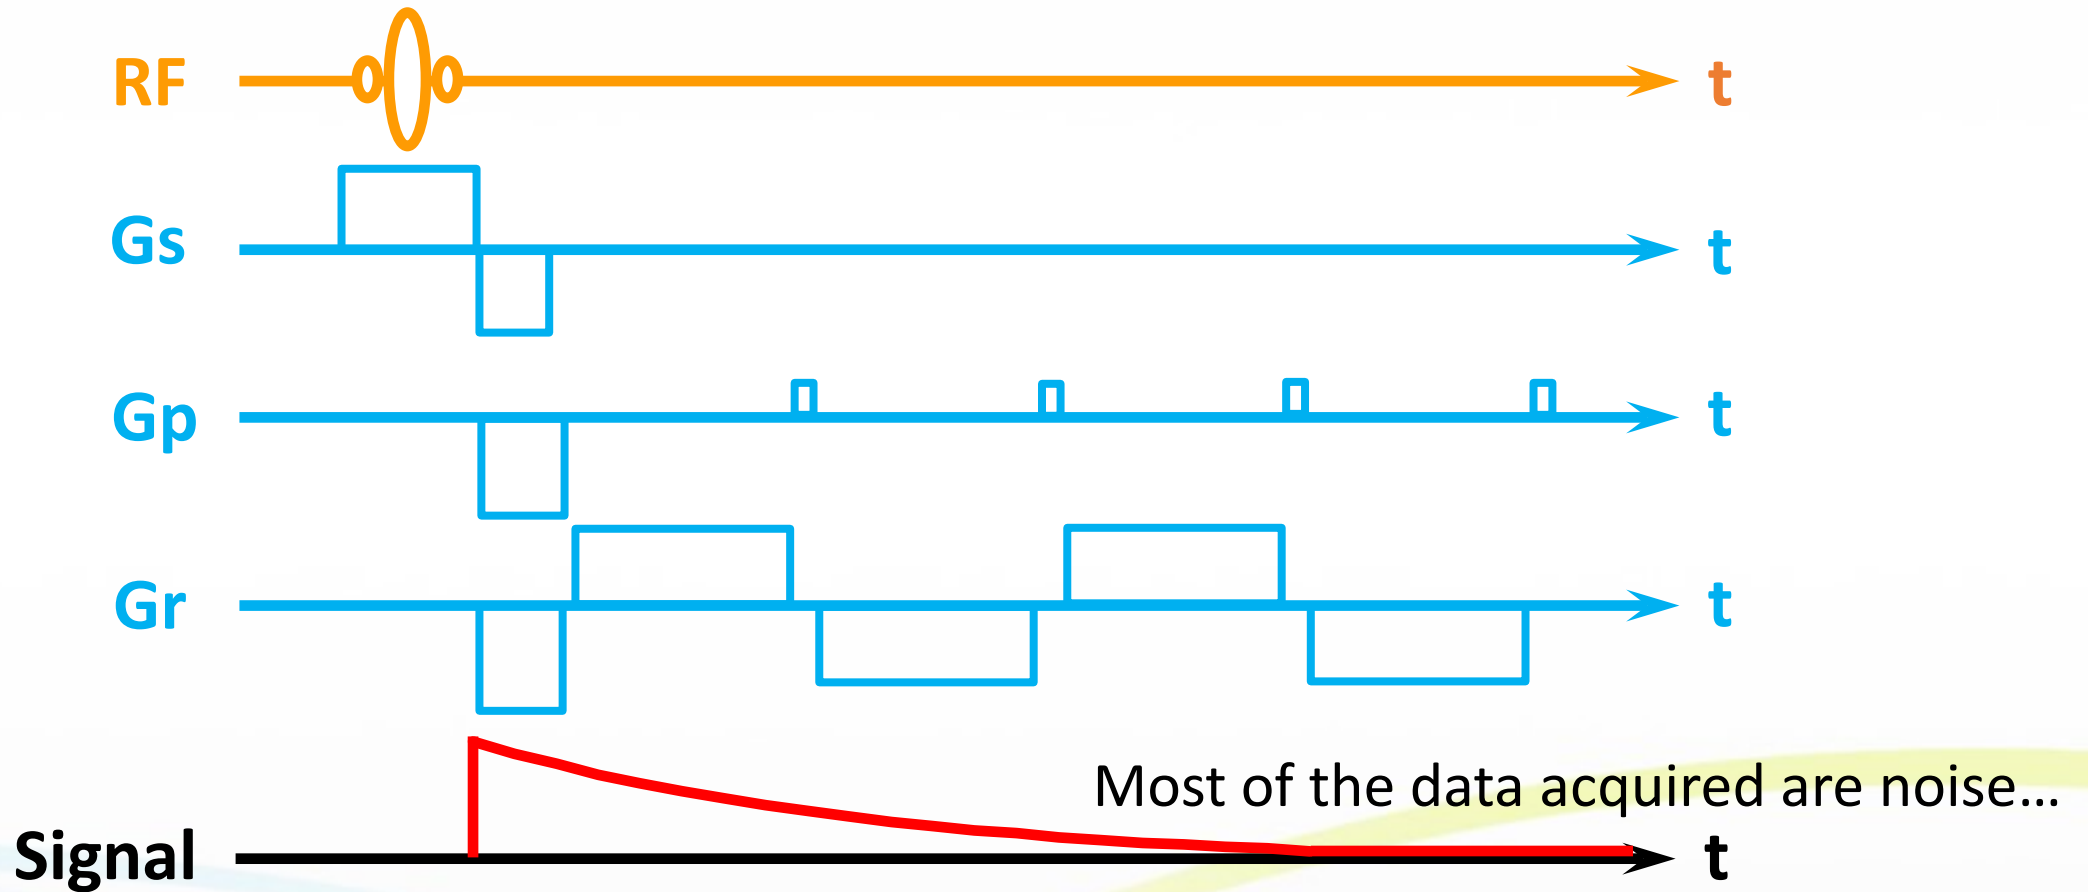 RF t
Gs t
Gp t
Gr t
Most of the data acquired are noise...
Signal t